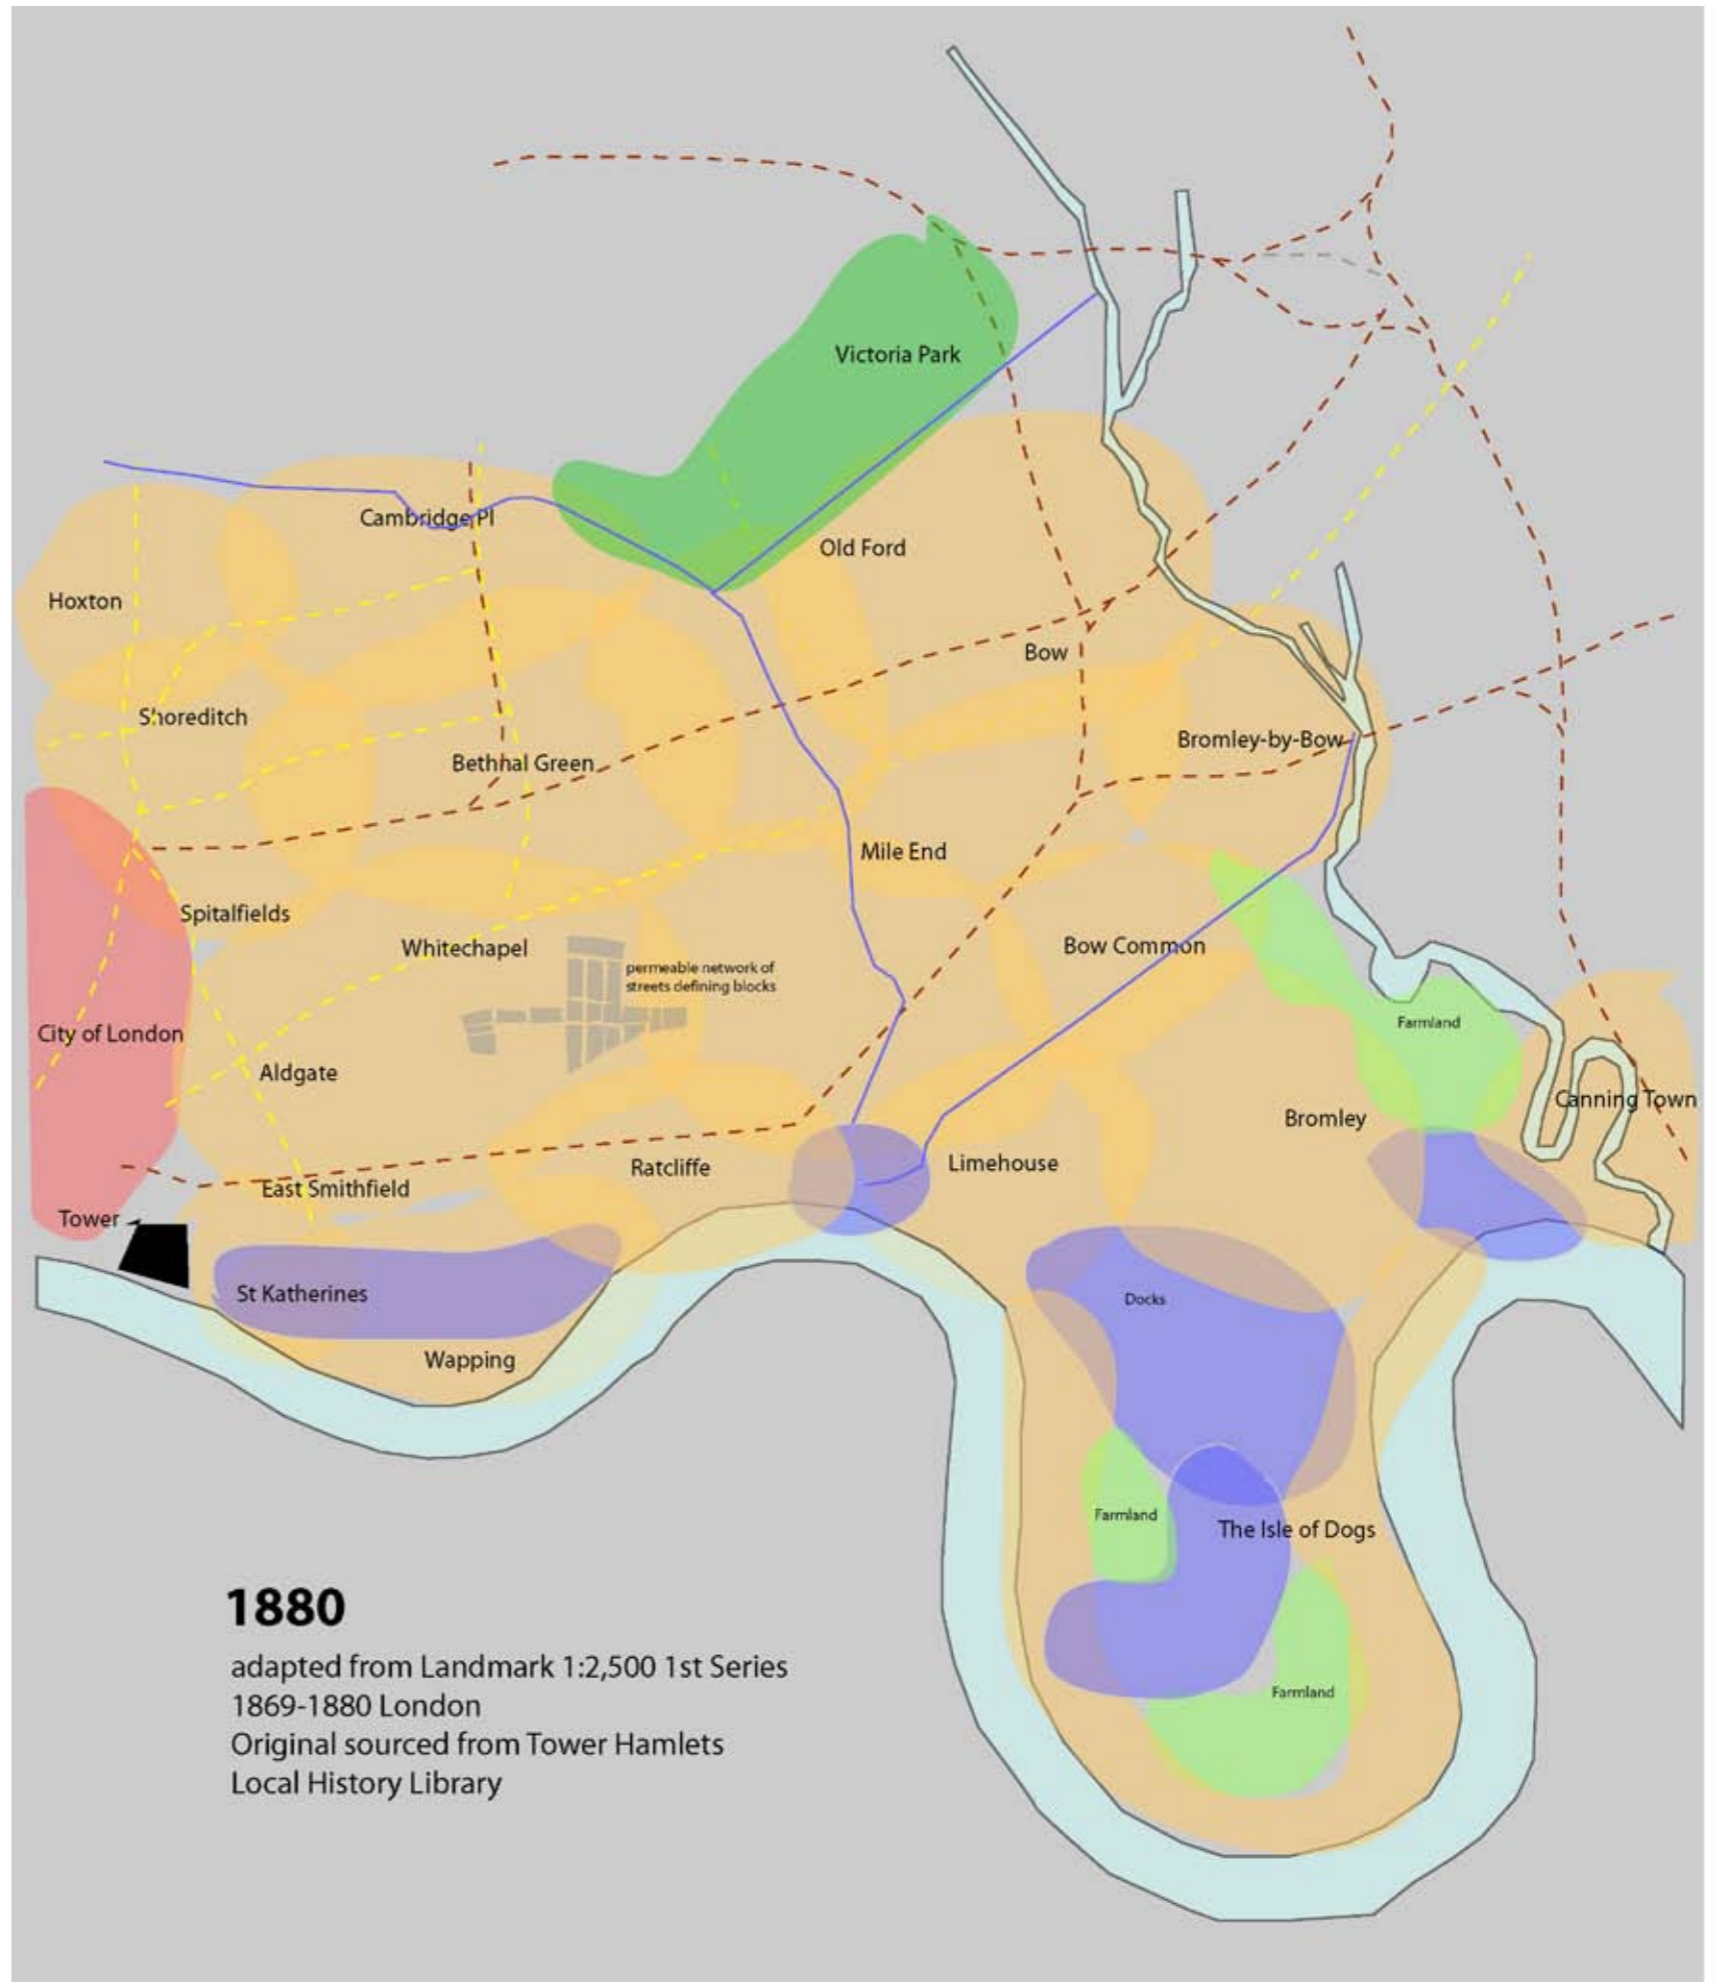 Victoria Park
Cambridge Pl
Old Ford
Hoxton
Bow
Shoreditch
Bromley-by-Bow
Bethnal Green
Mile End
Spitalfields
Whitechapel
Bow Common
permeable network of
streets defining blocks
City of London
Farmland
Aldgate
Canning Town
Bromley
Ratcliffe
Limehouse
East Smithfield
Tower
St Katherines
Docks
Wapping
Farmland
The Isle of Dogs
Farmland
1880
adapted from Landmark 1:2,500 1st Series
1869-1880 London
Original sourced from Tower Hamlets
Local History Library